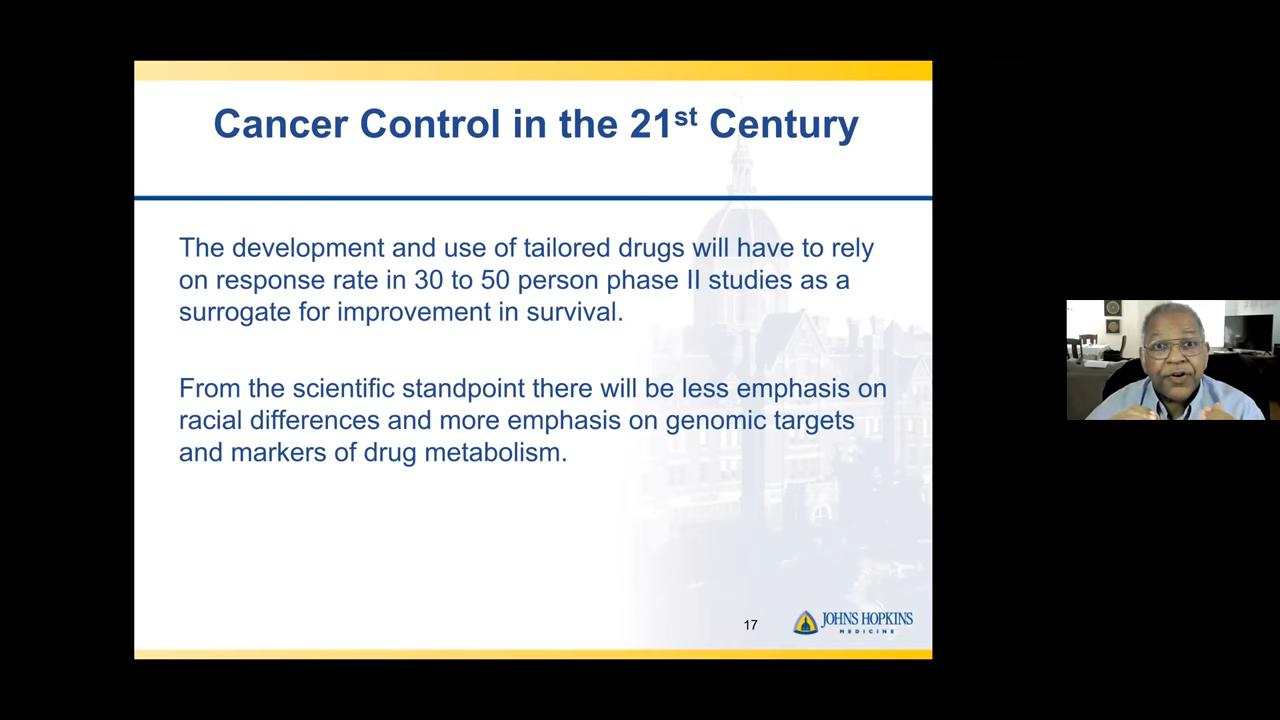 Cancer Control in the 21st Century
The development and use of tailored drugs will have to rely
on response rate in 30 to 50 person phase II studies as a
surrogate for improvement in survival.
From the scientific standpoint there will be less emphasis on
racial differences and more emphasis on genomic targets
and markers of drug metabolism.
17
JOHNS HOPKINS
MEDICINE